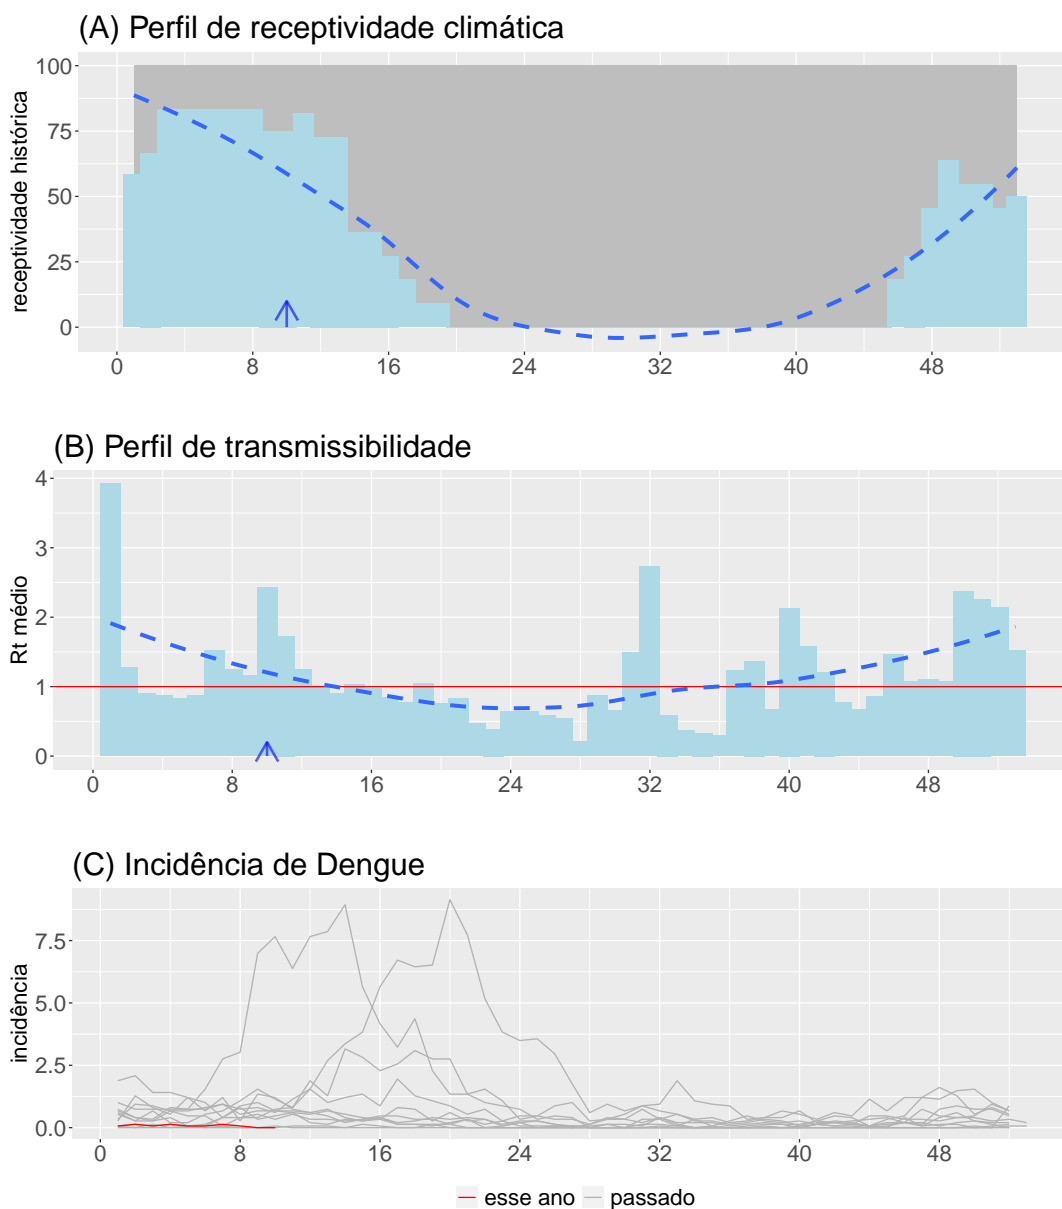 (A) Perfil de receptividade climática
receptividade histórica
100
75
50
25
0
0 8 16 24 32 40 48
(B) Perfil de transmissibilidade
Rt médio
4
3
2
1
0
0 8 16 24 32 40 48
(C) Incidência de Dengue
incidência
7.5
5.0
2.5
0.0
0 8 16 24 32 40 48
esse ano passado